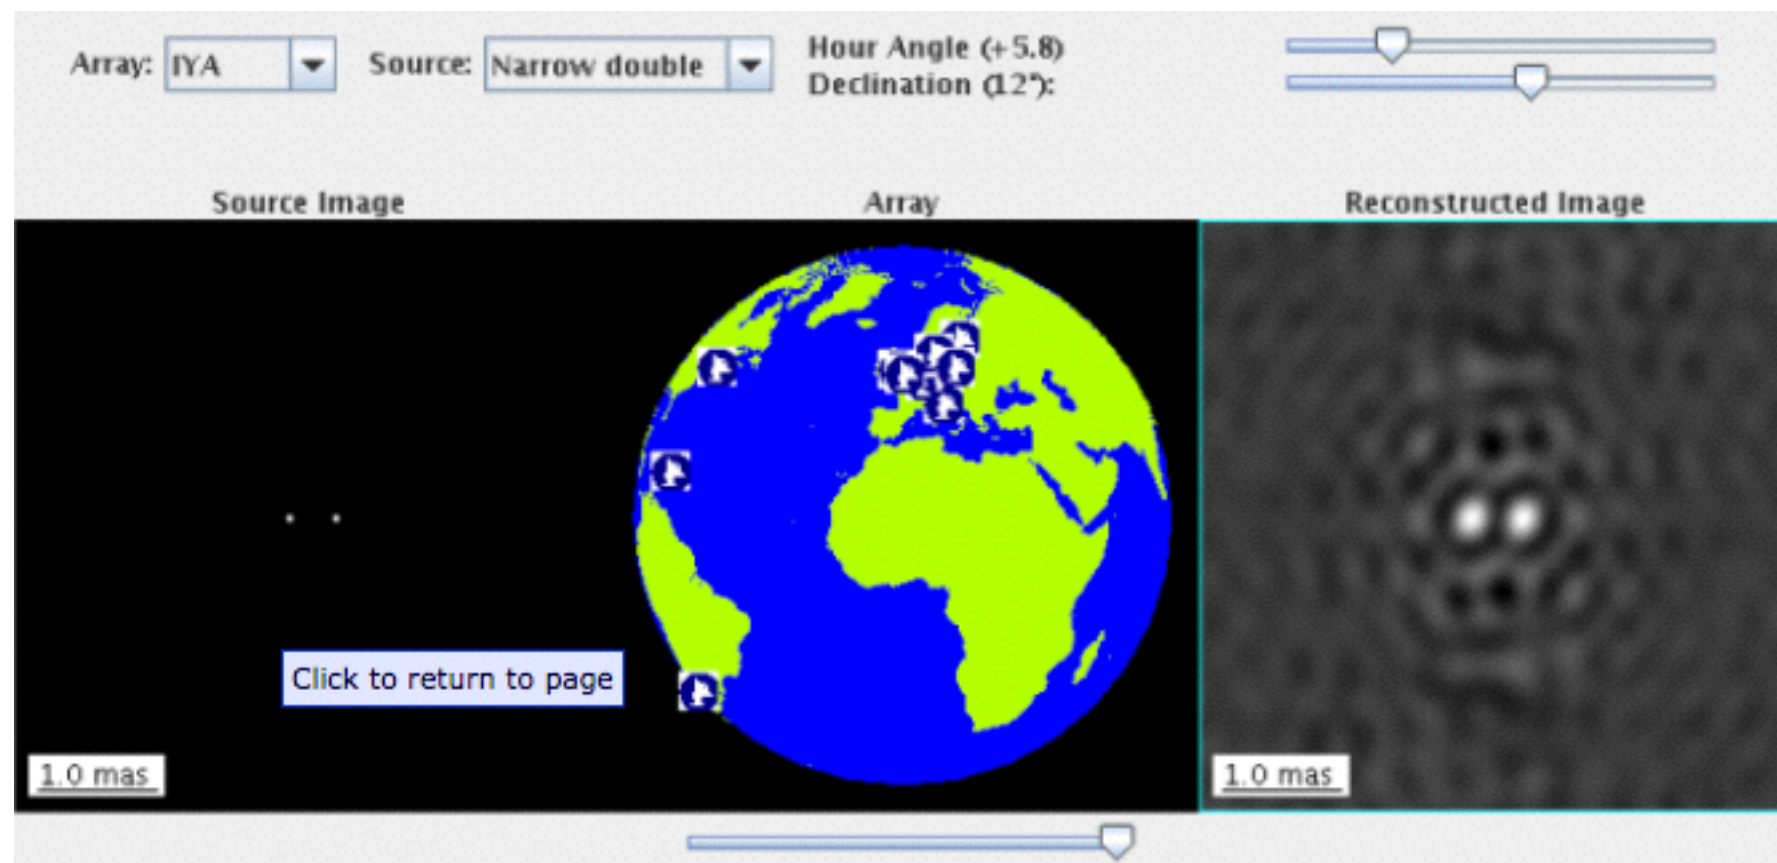 Array: IYA Source: Narrow double Hour Angle (+5.8)
Declination (12°):
Source Image Array Reconstructed Image
Click to return to page
1.0 mas 1.0 mas